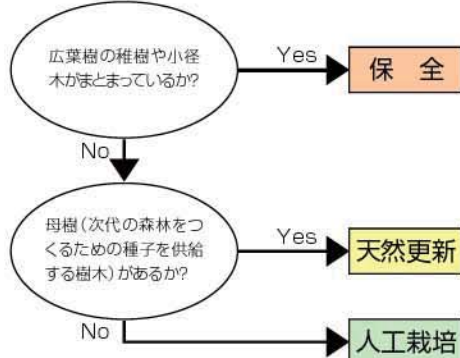 広葉樹の稚樹や小径
木がまとまっているか?
Yes
保 全
No
母樹(次代の森林をつ
くるための種子を供給
する樹木)があるか?
Yes
天然更新
No
人工栽培